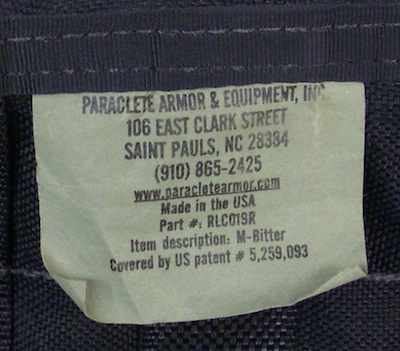 PARACLETE ARMOR & EQUIPMENT, INC.
106 EAST CLARK STREET
SAINT PAULS, NC 28384
(910) 865-2425
www.paracletearmor.com
Made in the USA
Part #: RLC019R
Item description: M-Bitter
Covered by US patent # 5,259,093